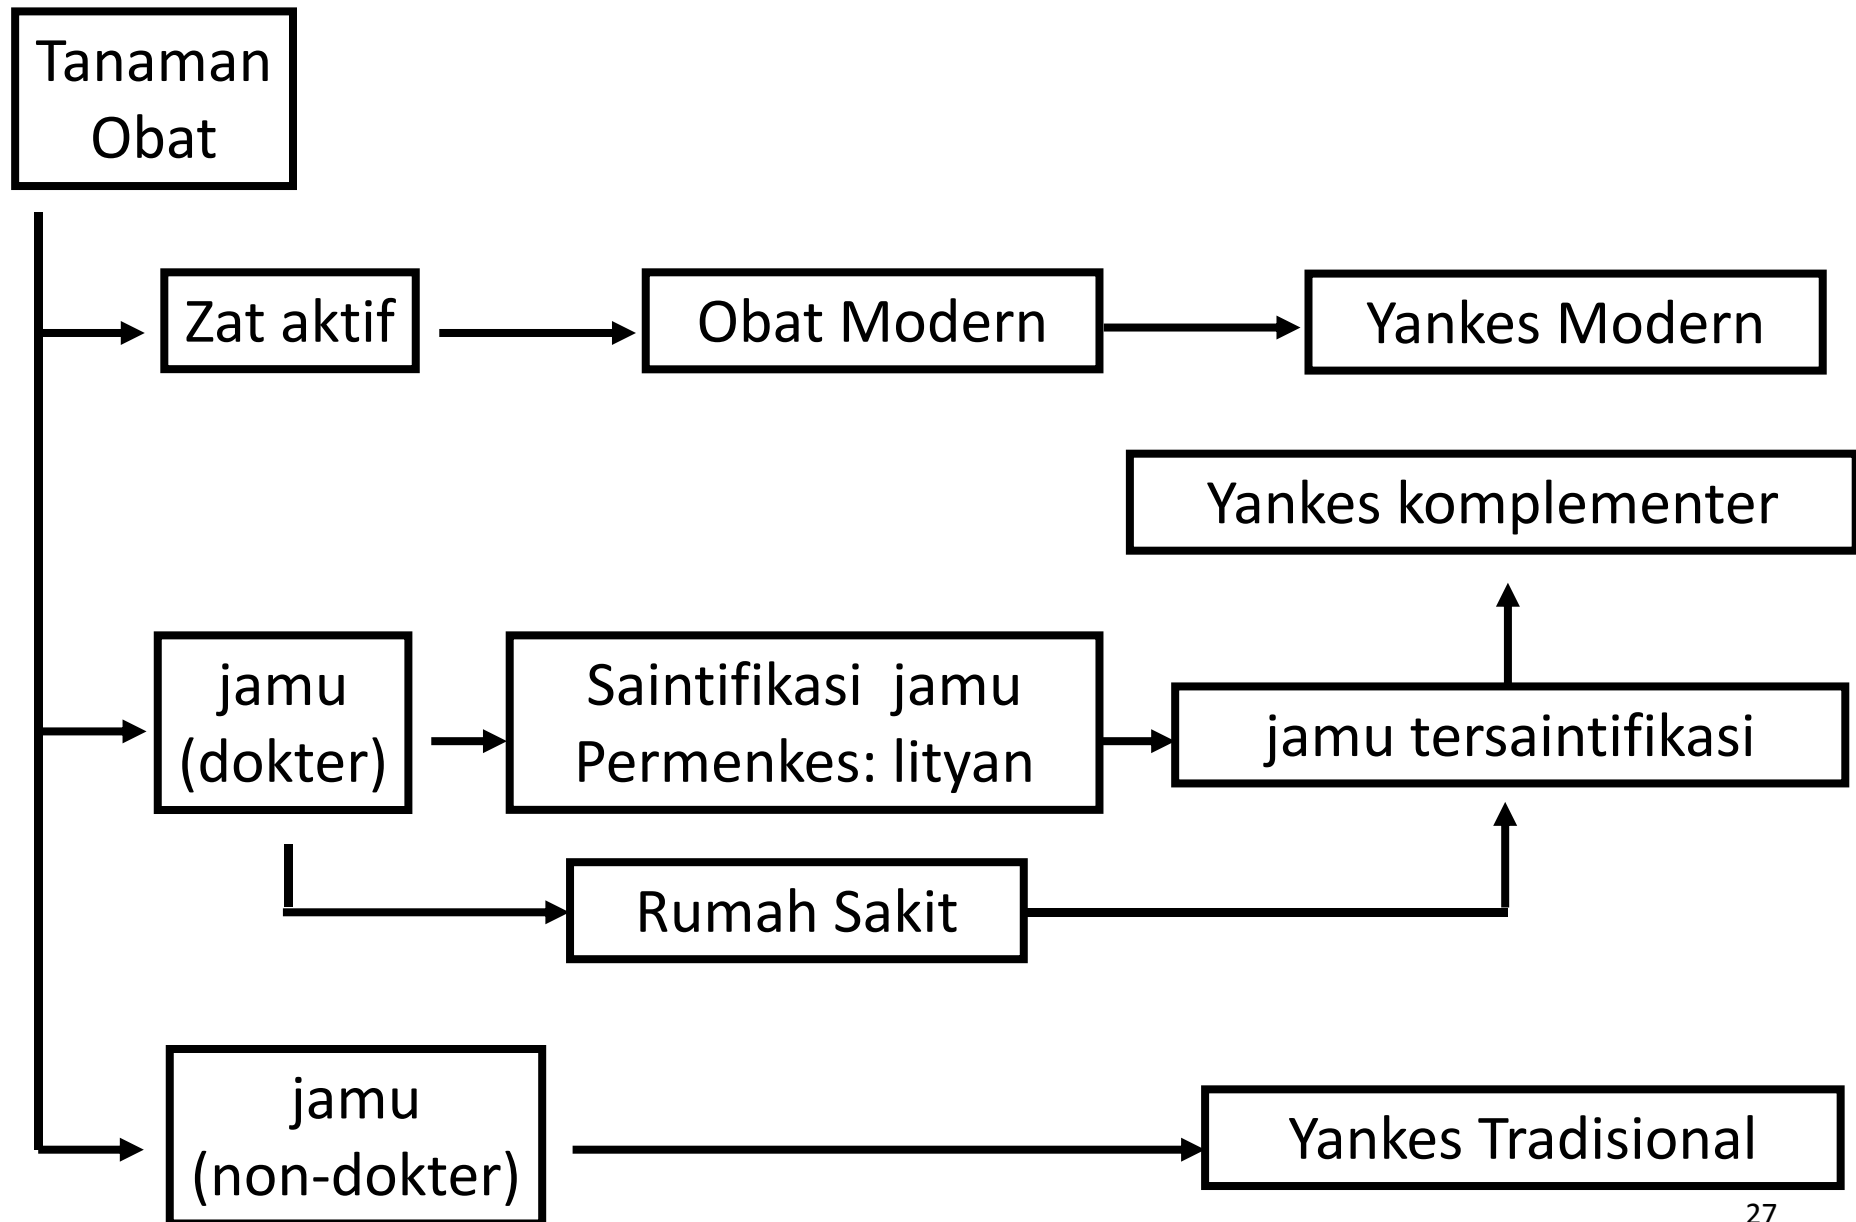 Tanaman
Obat
Zat aktif
Obat Modern
Yankes Modern
Yankes komplementer
jamu
(dokter)
Saintifikasi jamu
Permenkes: lityan
jamu tersaintifikasi
Rumah Sakit
jamu
(non-dokter)
Yankes Tradisional
27